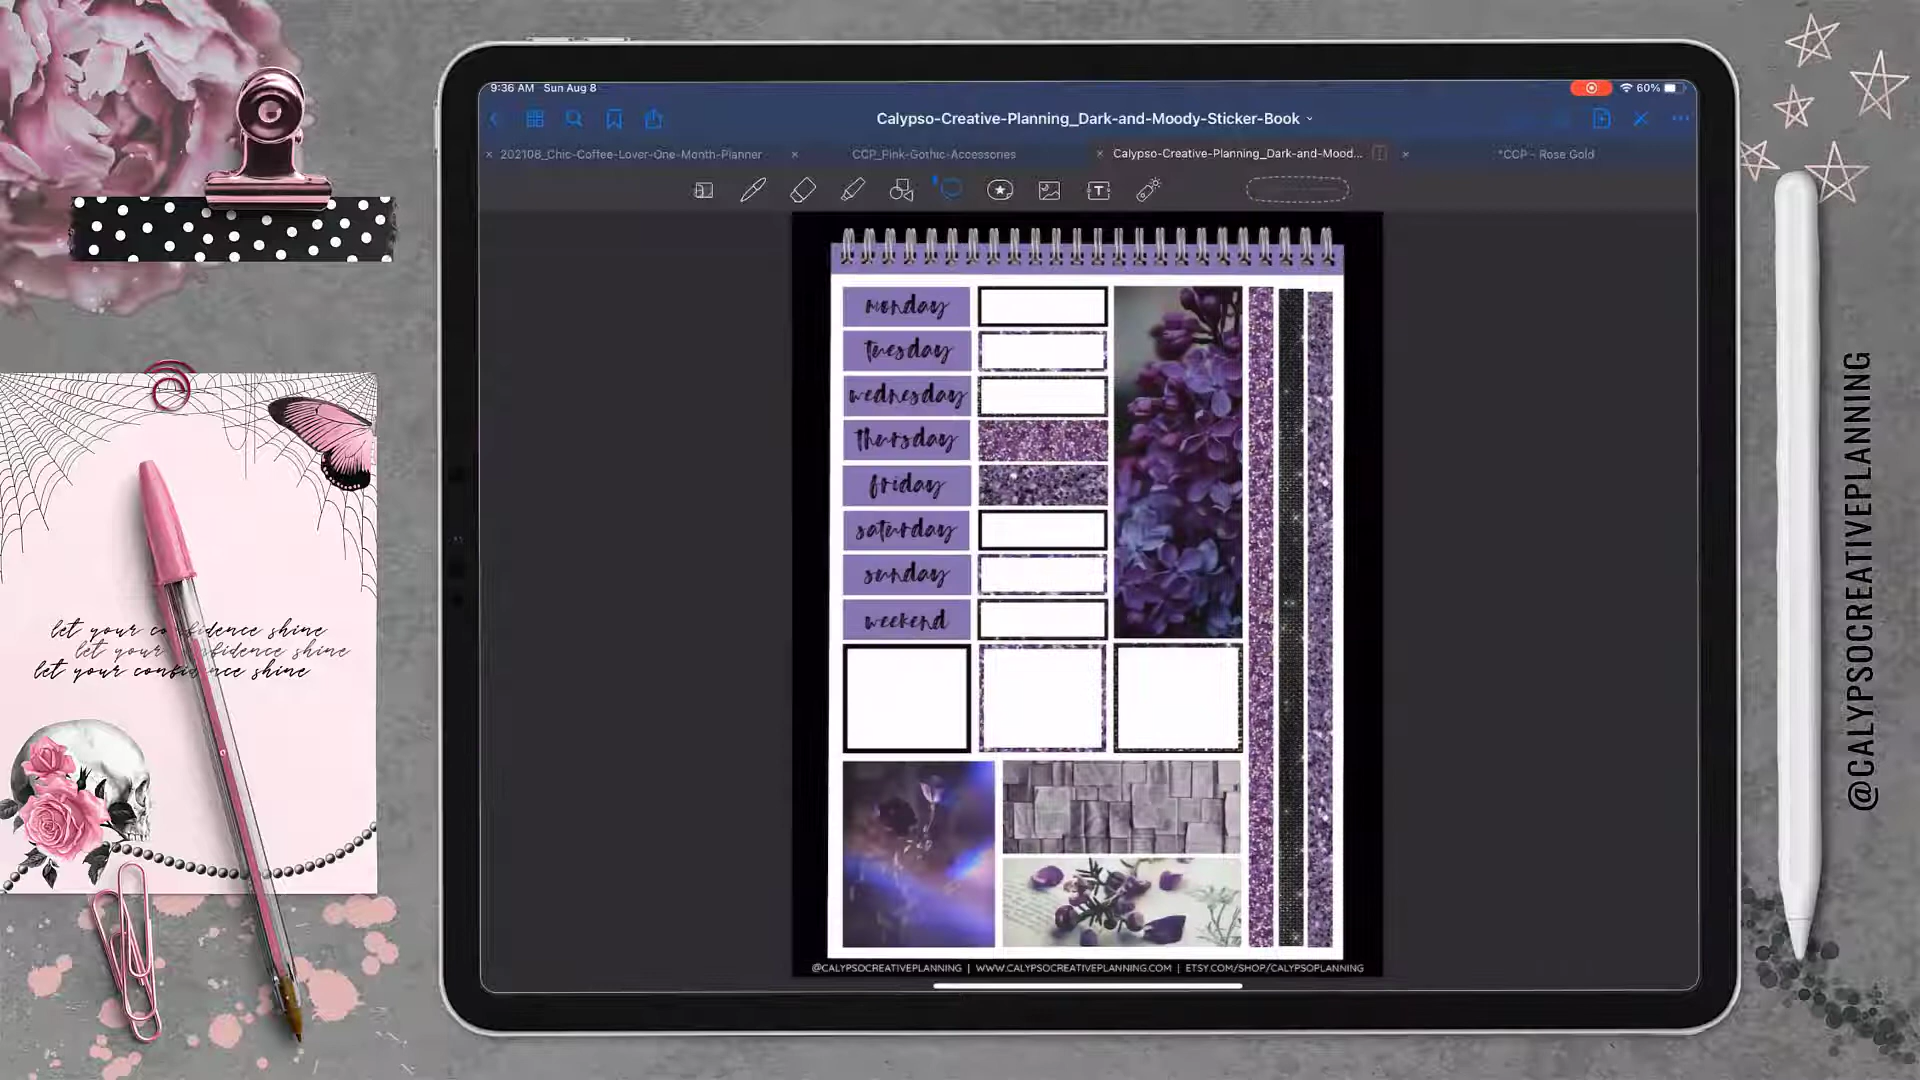 9:36 AM Sun Aug 8
60%
Calypso-Creative-Planning_Dark-and-Moody-Sticker-Book
202108_Chic-Coffee-Lover-One-Month-Planner
CCP_Pink-Gothic-Accessories
Calypso-Creative-Planning_Dark-and-Mood...
*CCP - Rose Gold
monday
tuesday
wednesday
thursday
friday
saturday
sunday
weekend
@CALYPSOCREATIVEPLANNING | WWW.CALYPSOCREATIVEPLANNING.COM | ETSY.COM/SHOP/CALYPSOPLANNING
let your confidence shine
let your confidence shine
let your confidence shine
@CALYPSOCREATIVEPLANNING